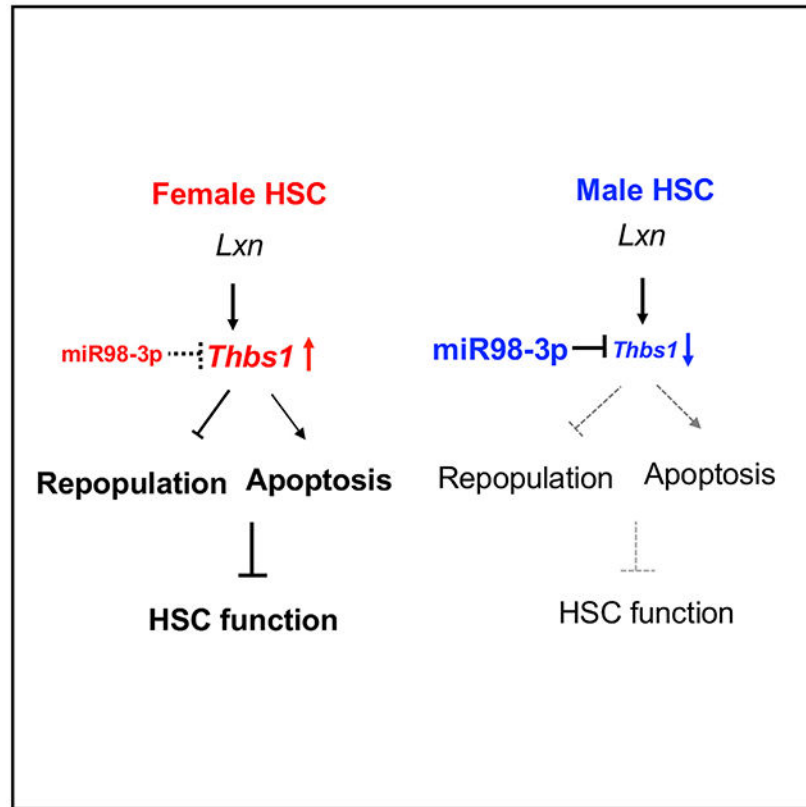 Female HSC
Lxn
miR98-3p Thbs1
Repopulation Apoptosis
HSC function
Male HSC
Lxn
miR98-3p Thbs1
Repopulation Apoptosis
HSC function